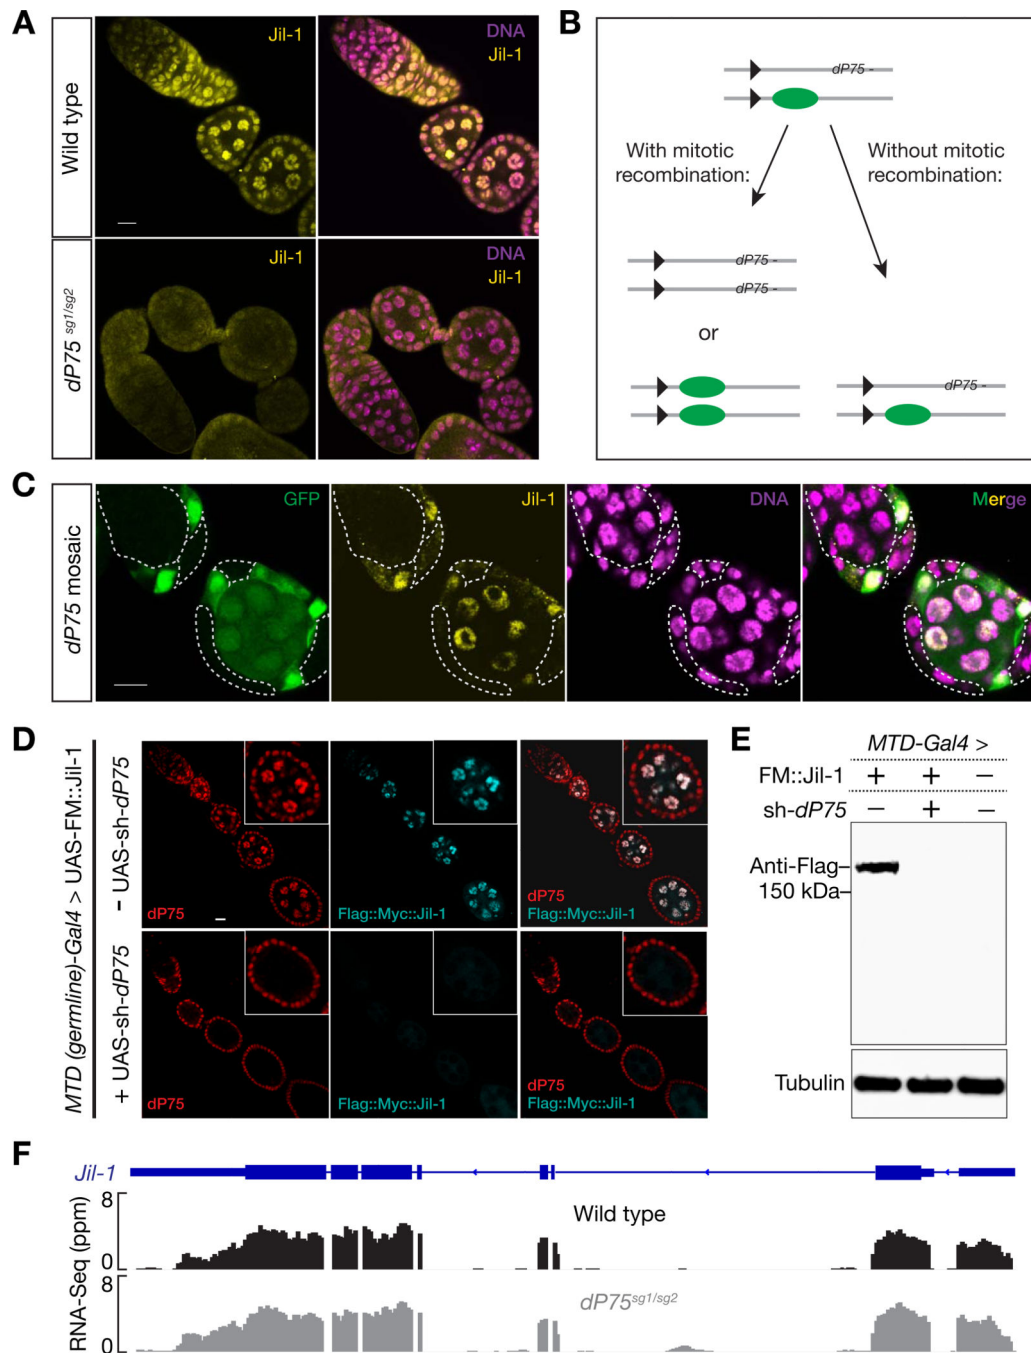 A
Wild type
Jil-1
DNA
Jil-1
dP75 sg1/sg2
Jil-1
DNA
Jil-1
B
dP75 -
With mitotic
recombination:
Without mitotic
recombination:
dP75 -
dP75 -
or
dP75 -
C
dP75 mosaic
GFP
Jil-1
DNA
Merge
D
MTD (germline)-Gal4 > UAS-FM::Jil-1
- UAS-sh-dP75
dP75
Flag::Myc::Jil-1
dP75
Flag::Myc::Jil-1
+ UAS-sh-dP75
dP75
Flag::Myc::Jil-1
dP75
Flag::Myc::Jil-1
E
MTD-Gal4 >
FM::Jil-1 + + −
sh-dP75 − + −
Anti-Flag
150 kDa
Tubulin
F
Jil-1
RNA-Seq (ppm)
8
0
Wild type
8
0
dP75sg1/sg2